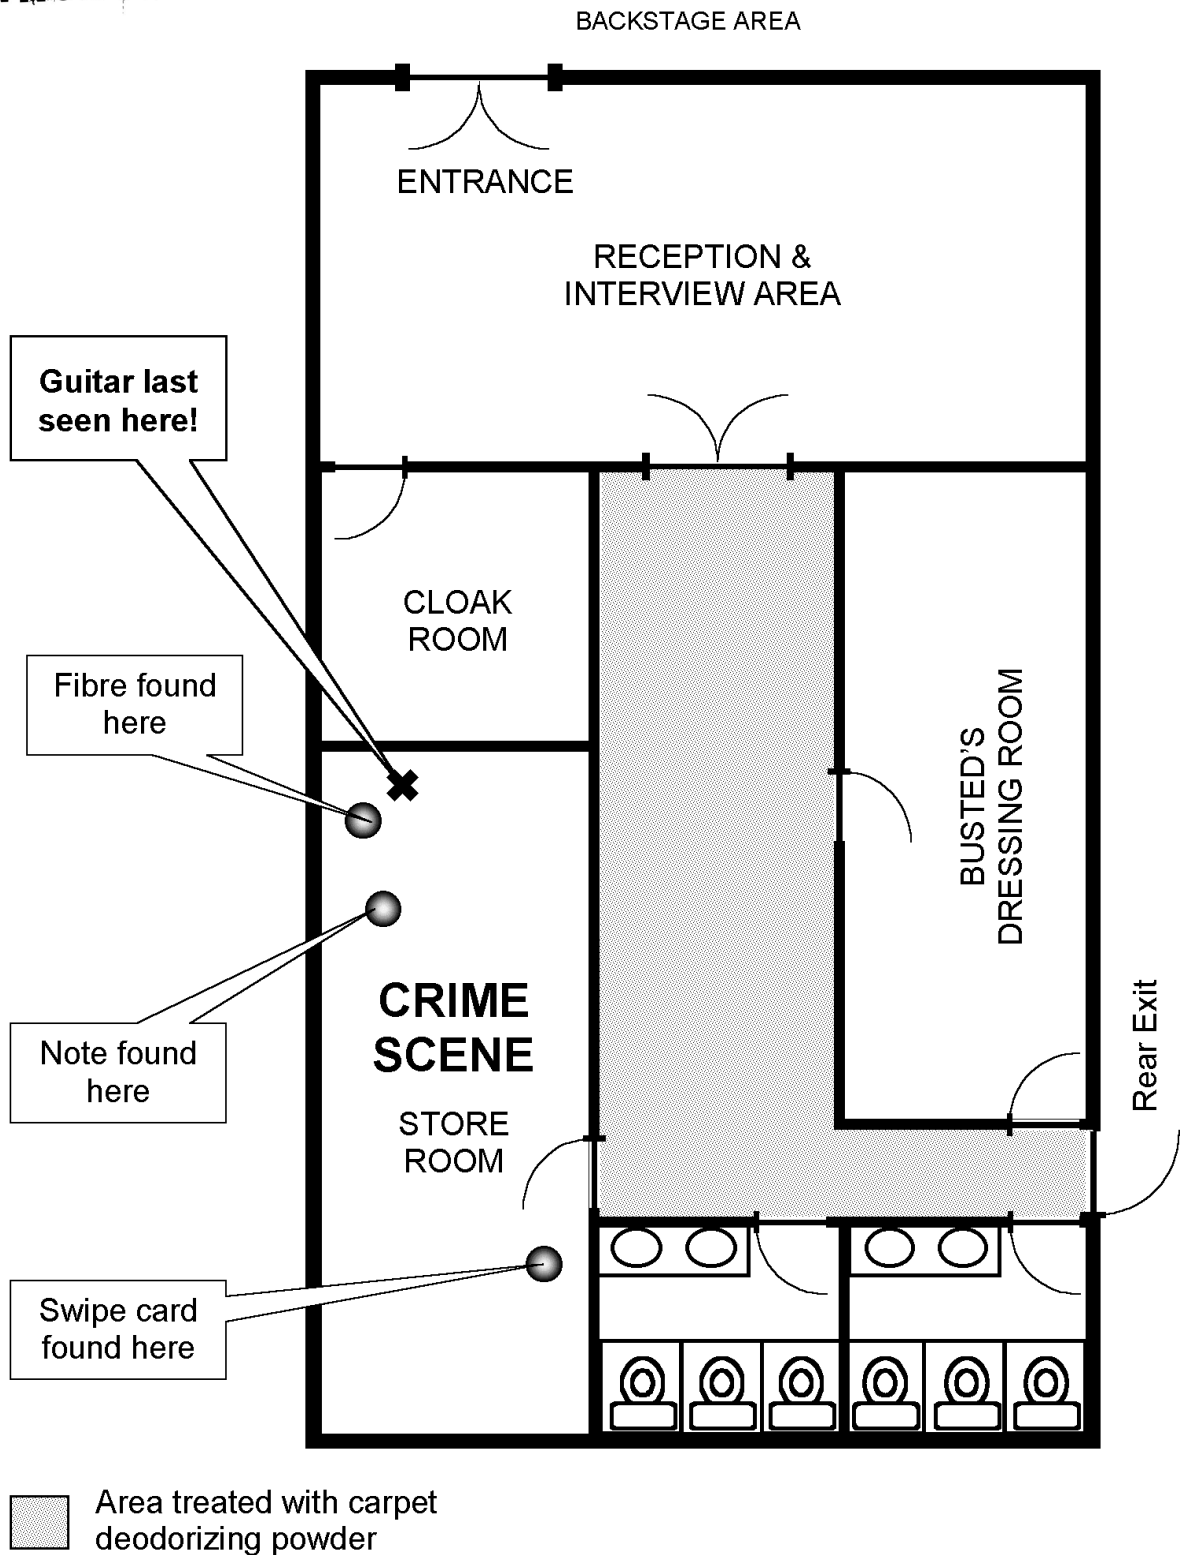 BACKSTAGE AREA
ENTRANCE
RECEPTION &
INTERVIEW AREA
Guitar last
seen here!
CLOAK
ROOM
Fibre found
here
BUSTED'S
DRESSING ROOM
Note found
here
CRIME
SCENE
STORE
ROOM
Rear Exit
Swipe card
found here
Area treated with carpet
deodorizing powder